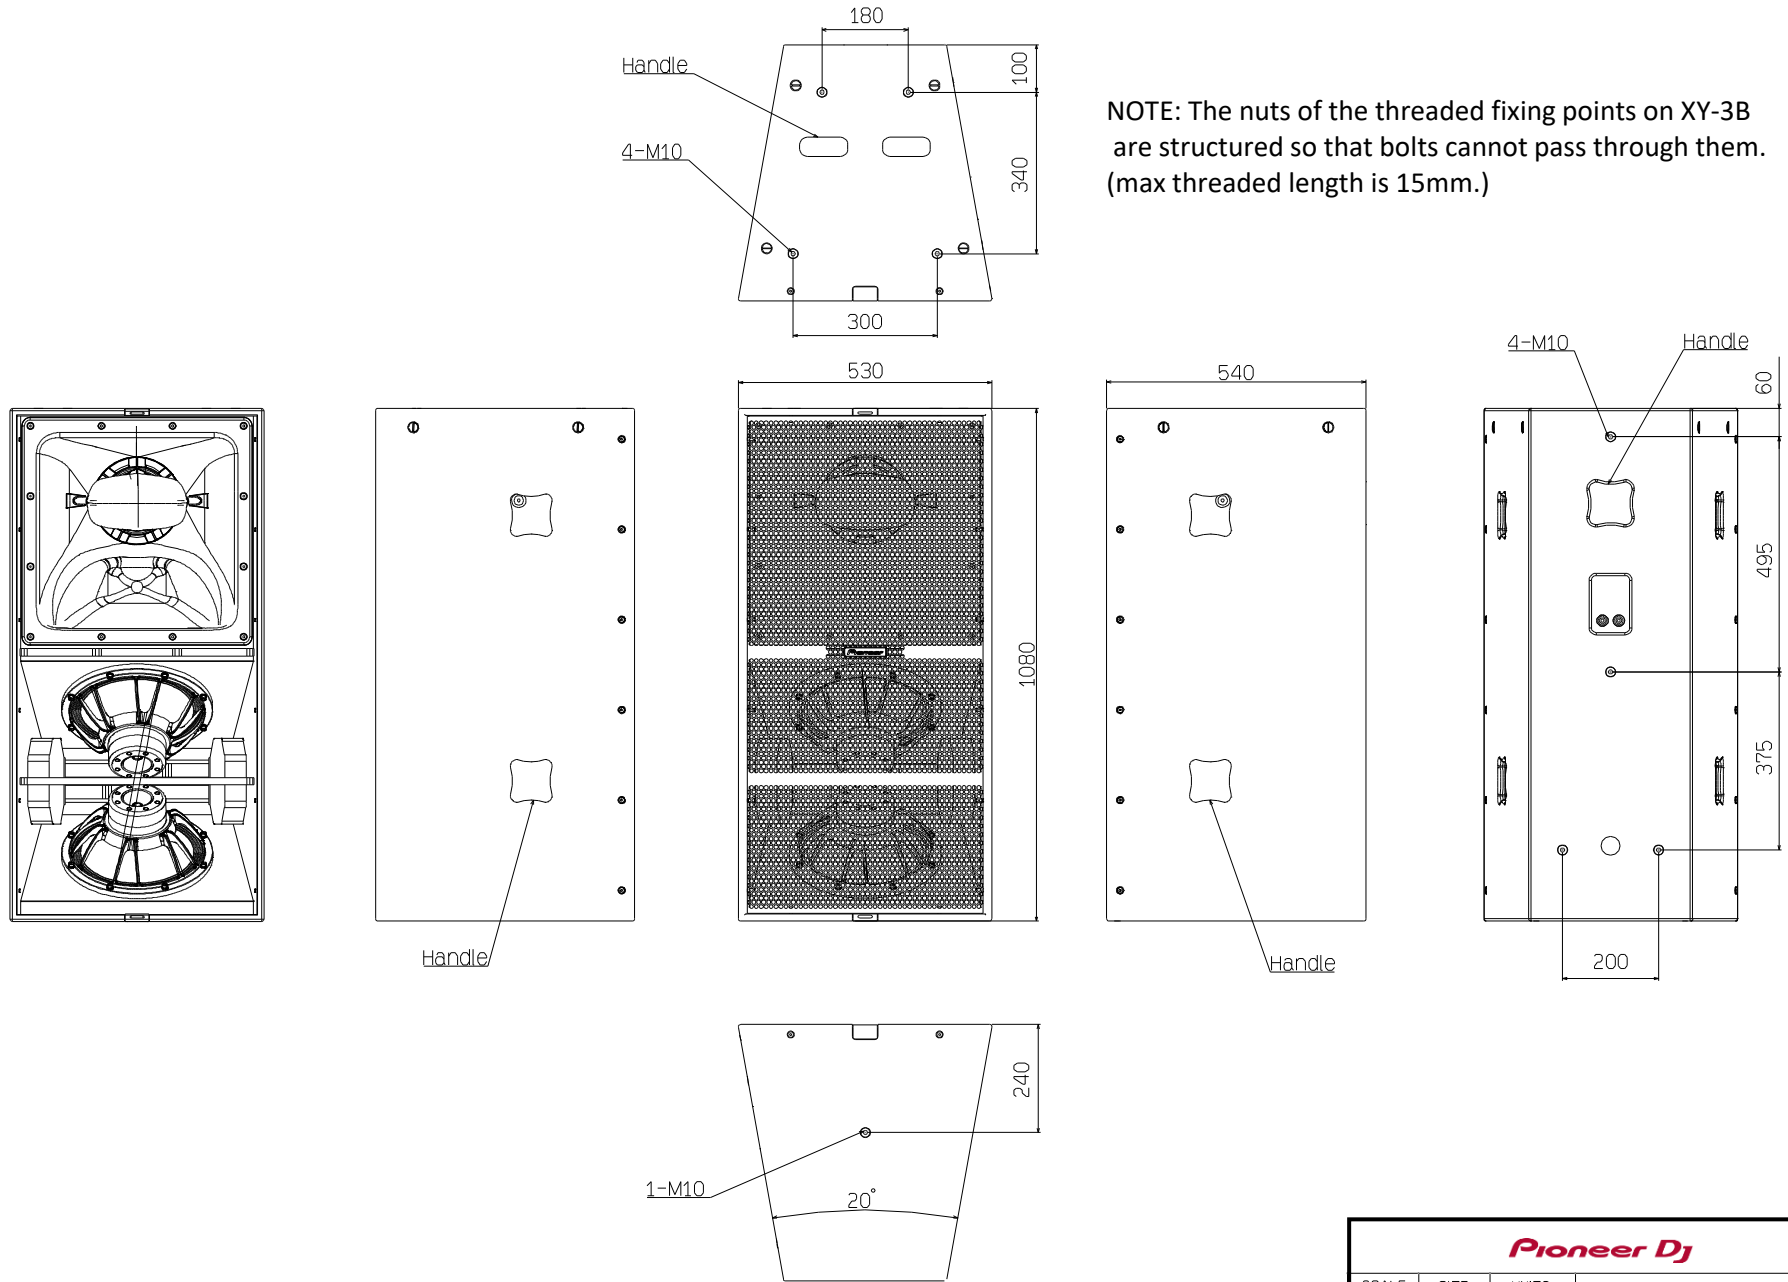 180
Handle
100
4-M10
340
300
NOTE: The nuts of the threaded fixing points on XY-3B
are structured so that bolts cannot pass through them.
(max threaded length is 15mm.)
530
540
4-M10
Handle
60
495
Pioneer
1080
375
Handle
Handle
200
240
1-M10
20°
Pioneer Dj